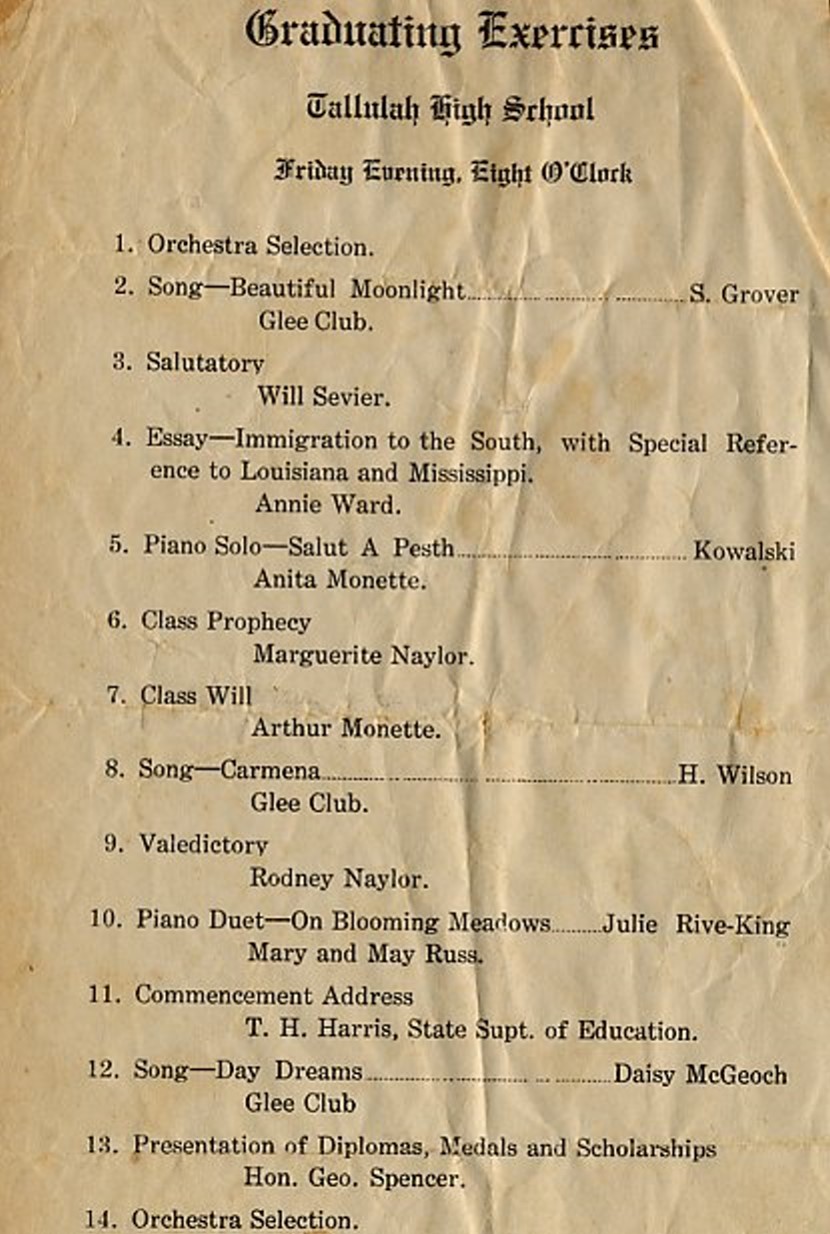 Graduating Exercises
Tallulah High School
Friday Evening, Eight O'Clock
1. Orchestra Selection.
2. Song—Beautiful Moonlight........................S. Grover
Glee Club.
3. Salutatory
Will Sevier.
4. Essay—Immigration to the South, with Special Refer-
ence to Louisiana and Mississippi.
Annie Ward.
5. Piano Solo—Salut A Pesth........................Kowalski
Anita Monette.
6. Class Prophecy
Marguerite Naylor.
7. Class Will
Arthur Monette.
8. Song—Carmena........................H. Wilson
Glee Club.
9. Valedictory
Rodney Naylor.
10. Piano Duet—On Blooming Meadows.........Julie Rive-King
Mary and May Russ.
11. Commencement Address
T. H. Harris, State Supt. of Education.
12. Song—Day Dreams........................Daisy McGeoch
Glee Club
13. Presentation of Diplomas, Medals and Scholarships
Hon. Geo. Spencer.
14. Orchestra Selection.